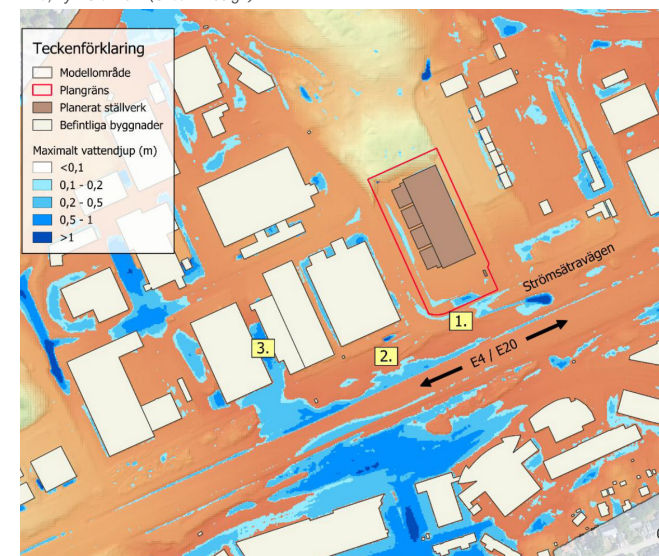 Teckenförklaring
Modellområde
Plangräns
Planerat ställverk
Befintliga byggnader
Maximalt vattendjup (m)
<0,1
0,1 - 0,2
0,2 - 0,5
0,5 - 1
>1
Strömsätravägen
1.
E4 / E20
2.
3.